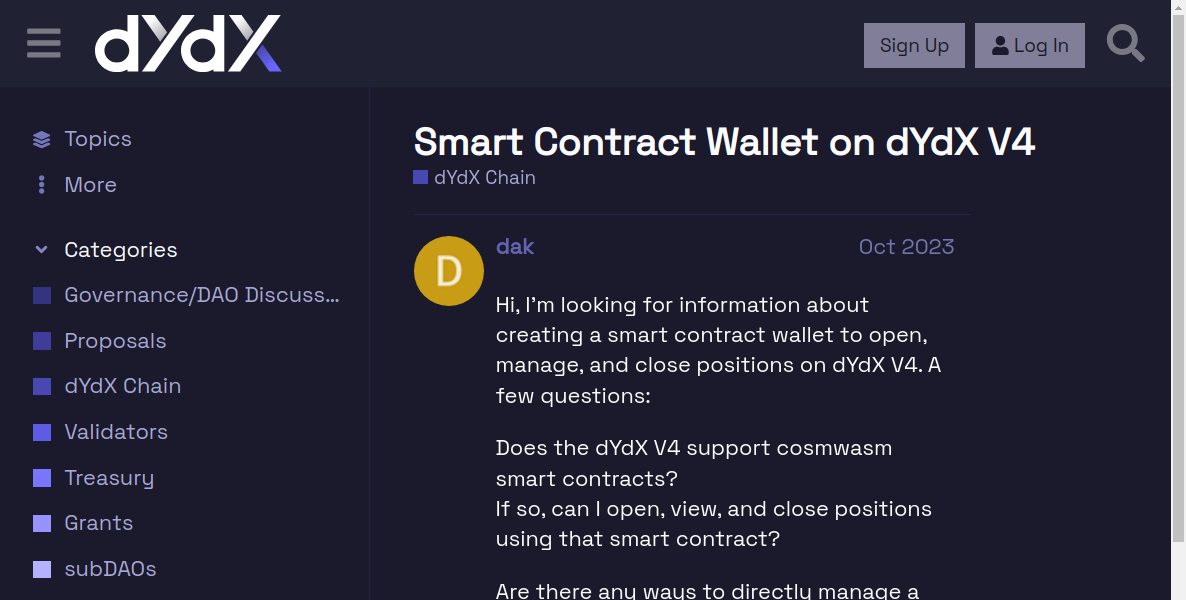 dYdX
Sign Up
Log In
Topics
More
Categories
Governance/DAO Discuss...
Proposals
dYdX Chain
Validators
Treasury
Grants
subDAOs
Smart Contract Wallet on dYdX V4
dYdX Chain
D
dak
Oct 2023
Hi, I'm looking for information about
creating a smart contract wallet to open,
manage, and close positions on dYdX V4. A
few questions:
Does the dYdX V4 support cosmwasm
smart contracts?
If so, can I open, view, and close positions
using that smart contract?
Are there any ways to directly manage a